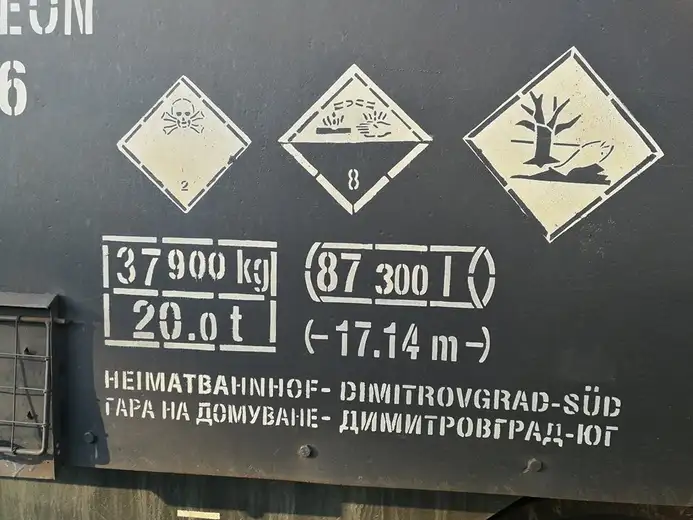 EON
6
2
8
37 900 kg
20.0 t
87 300 l
(-17.14 m-)
HEIMATBAHNHOF- DIMITROVGRAD-SÜD
ГАРА НА ДОМУВАНЕ- ДИМИТРОВГРАД-ЮГ